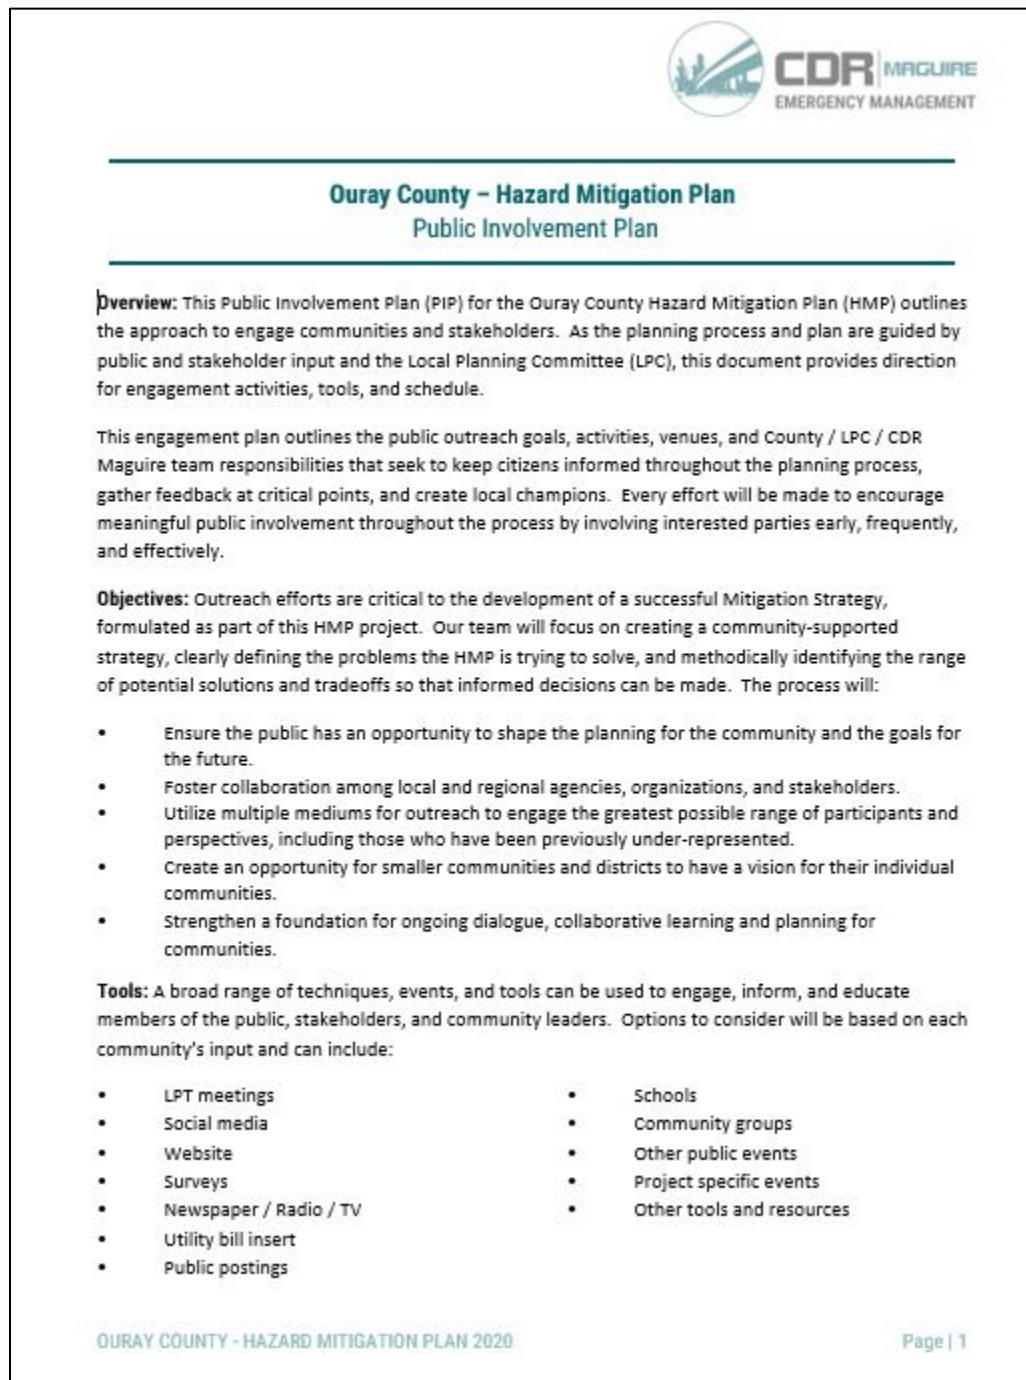 CDR MAGUIRE
EMERGENCY MANAGEMENT
Ouray County – Hazard Mitigation Plan
Public Involvement Plan
Overview: This Public Involvement Plan (PIP) for the Ouray County Hazard Mitigation Plan (HMP) outlines
the approach to engage communities and stakeholders.  As the planning process and plan are guided by
public and stakeholder input and the Local Planning Committee (LPC), this document provides direction
for engagement activities, tools, and schedule.
This engagement plan outlines the public outreach goals, activities, venues, and County / LPC / CDR
Maguire team responsibilities that seek to keep citizens informed throughout the planning process,
gather feedback at critical points, and create local champions.  Every effort will be made to encourage
meaningful public involvement throughout the process by involving interested parties early, frequently,
and effectively.
Objectives: Outreach efforts are critical to the development of a successful Mitigation Strategy,
formulated as part of this HMP project.  Our team will focus on creating a community-supported
strategy, clearly defining the problems the HMP is trying to solve, and methodically identifying the range
of potential solutions and tradeoffs so that informed decisions can be made.  The process will:
• Ensure the public has an opportunity to shape the planning for the community and the goals for
the future.
• Foster collaboration among local and regional agencies, organizations, and stakeholders.
• Utilize multiple mediums for outreach to engage the greatest possible range of participants and
perspectives, including those who have been previously under-represented.
• Create an opportunity for smaller communities and districts to have a vision for their individual
communities.
• Strengthen a foundation for ongoing dialogue, collaborative learning and planning for
communities.
Tools: A broad range of techniques, events, and tools can be used to engage, inform, and educate
members of the public, stakeholders, and community leaders.  Options to consider will be based on each
community's input and can include:
• LPT meetings
• Social media
• Website
• Surveys
• Newspaper / Radio / TV
• Utility bill insert
• Public postings
• Schools
• Community groups
• Other public events
• Project specific events
• Other tools and resources
OURAY COUNTY - HAZARD MITIGATION PLAN 2020
Page | 1